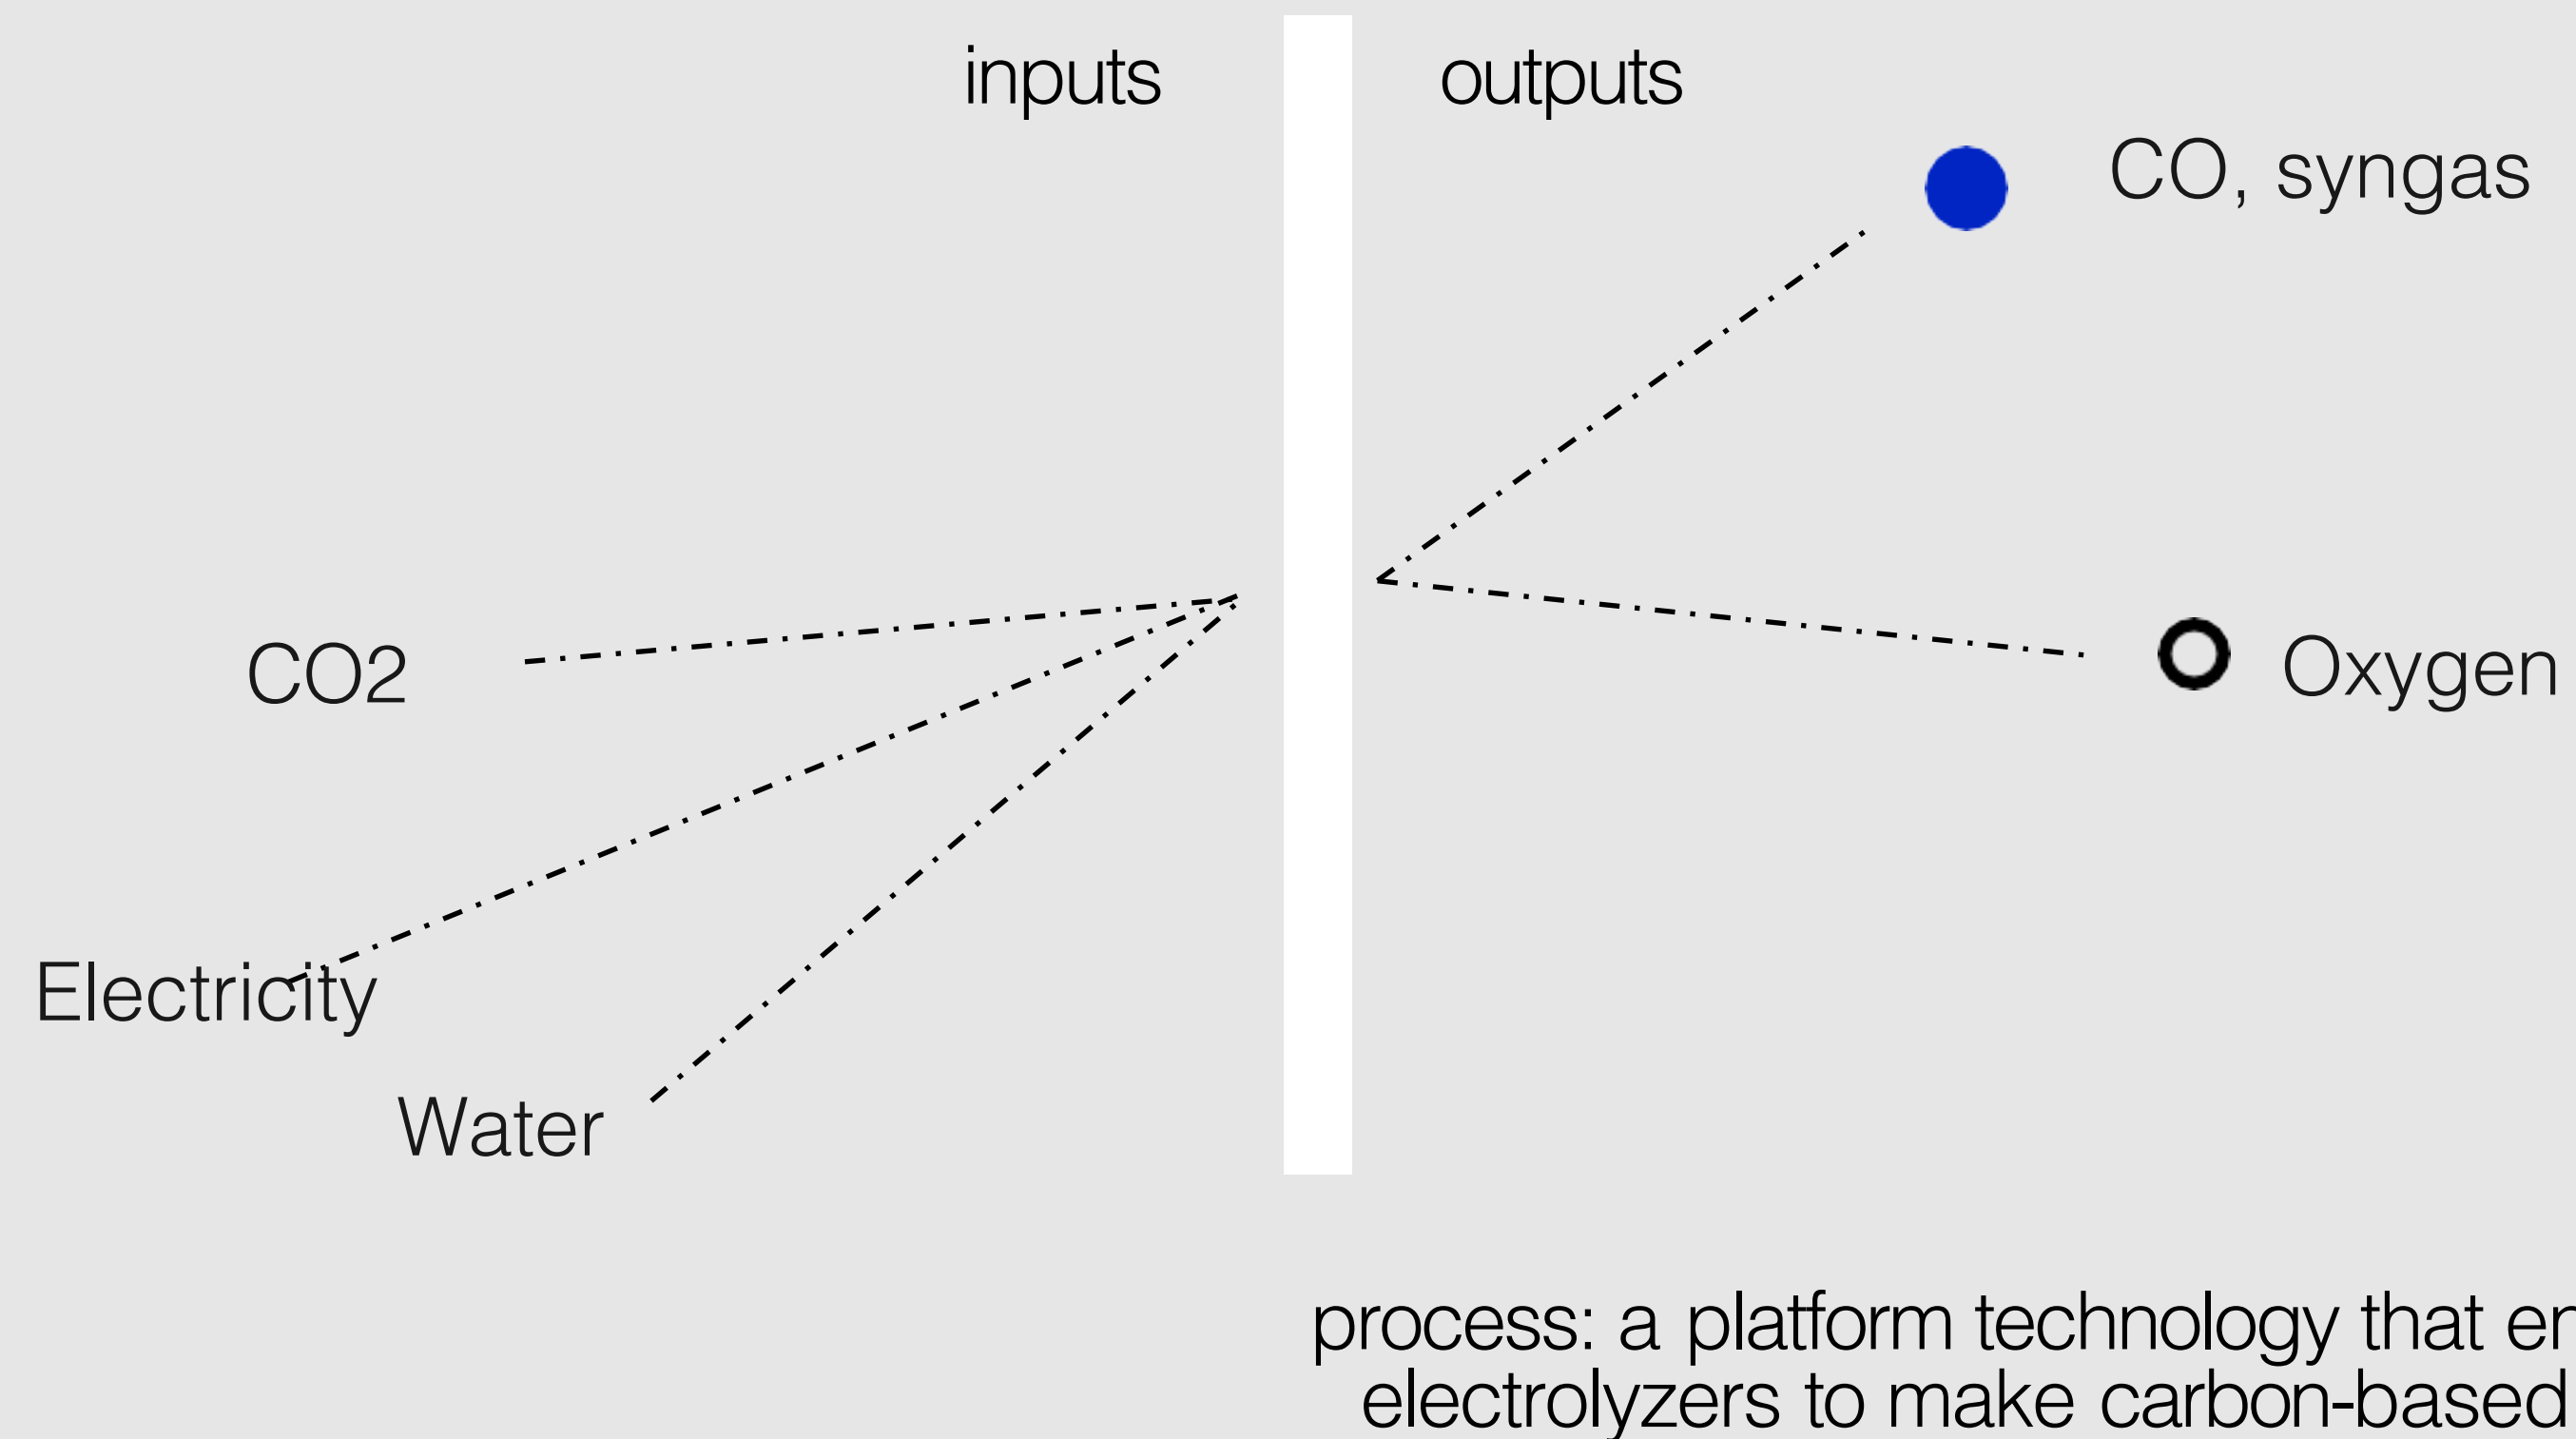 inputs
outputs
CO, syngas
CO2
Oxygen
Electricity
Water
process: a platform technology that
electrolyzers to make carbon-based